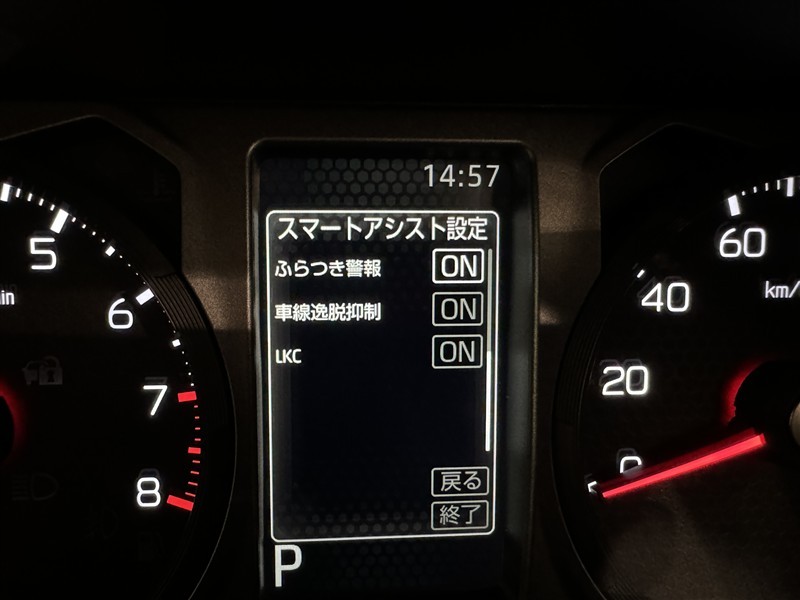 14:57
スマートアシスト設定
ふらつき警報 ON
車線逸脱抑制 ON
LKC ON
戻る
終了
P
5
6
7
8
60
40
20
0
km/